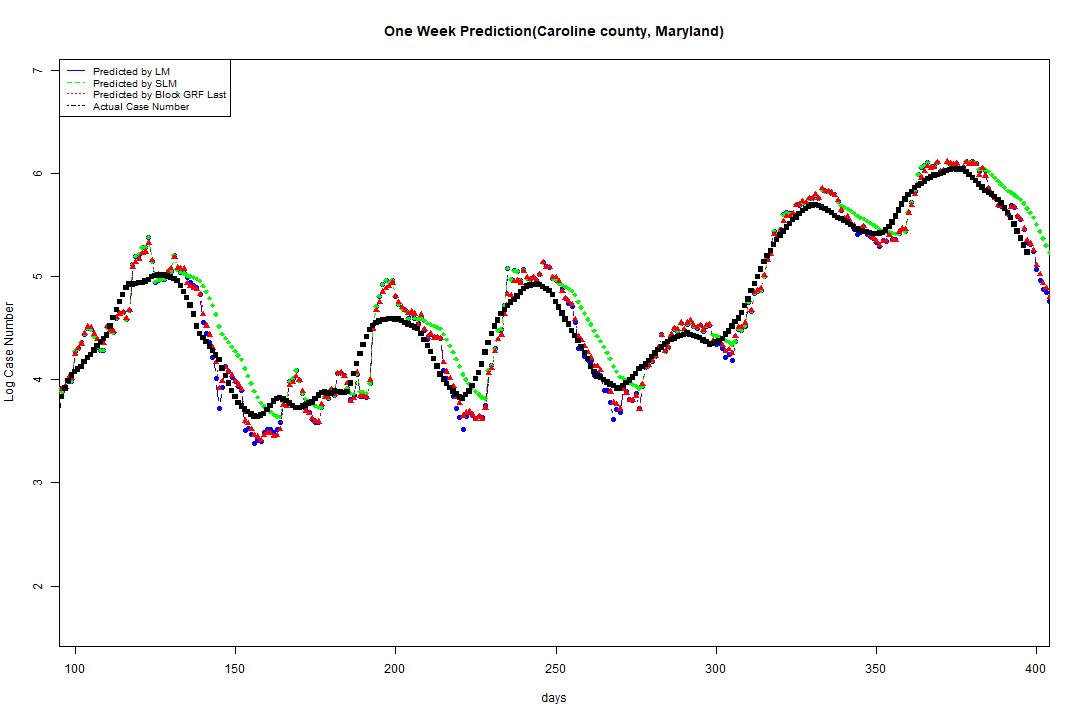 One Week Prediction(Caroline county, Maryland)
Predicted by LM
Predicted by SLM
Predicted by Block GRF Last
Actual Case Number
7
6
5
4
3
2
Log Case Number
100 150 200 250 300 350 400
days